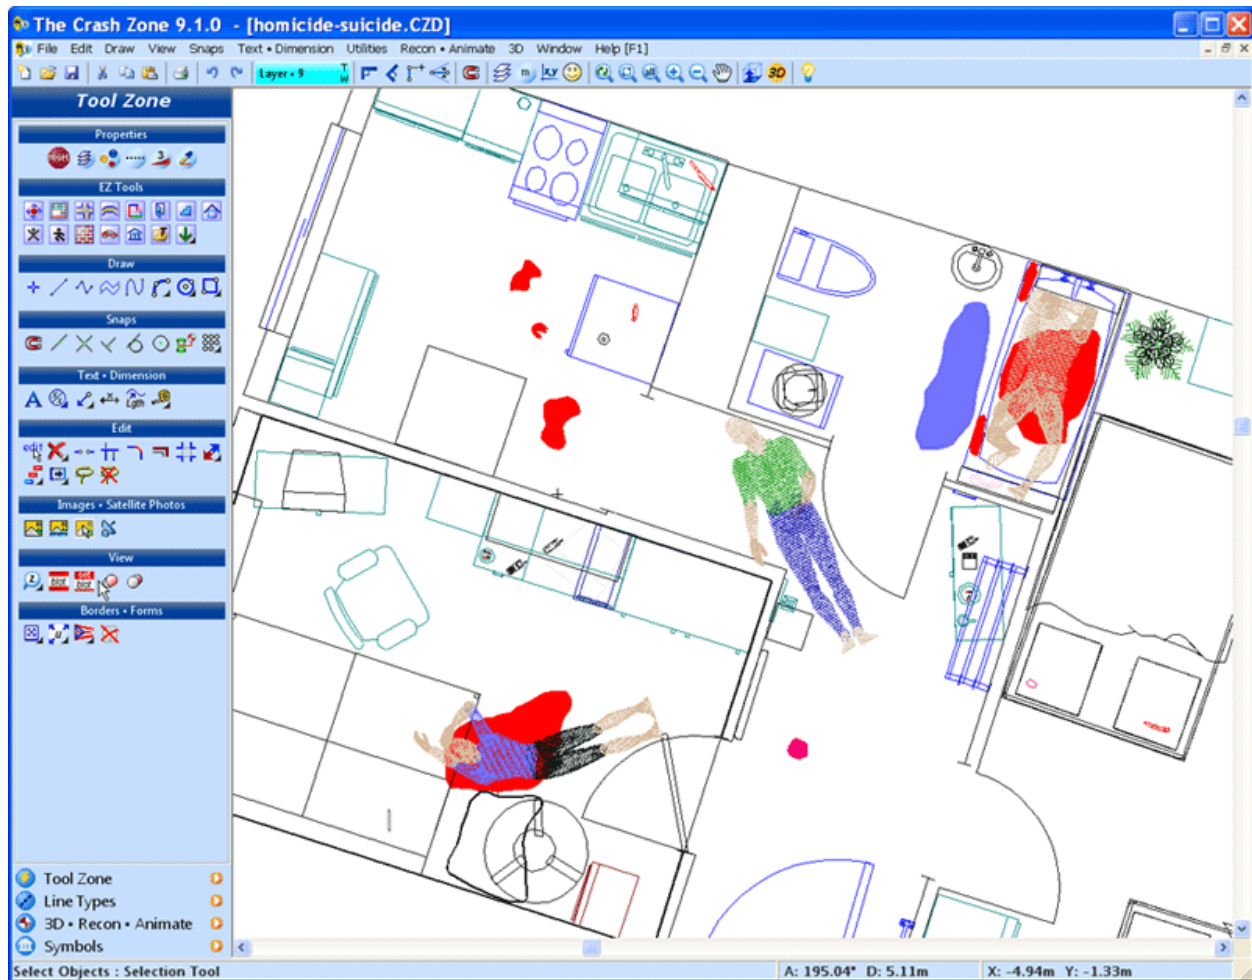 The Crash Zone 9.1.0 - [homicide-suicide.CZD]
File Edit Draw View Snaps Text • Dimension Utilities Recon • Animate 3D Window Help [F1]
Layer • 9
Tool Zone
Properties
EZ Tools
Draw
Snaps
Text • Dimension
Edit
Images • Satellite Photos
View
Borders • Forms
Tool Zone
Line Types
3D • Recon • Animate
Symbols
Select Objects : Selection Tool A: 195.04° D: 5.11m X: -4.94m Y: -1.33m